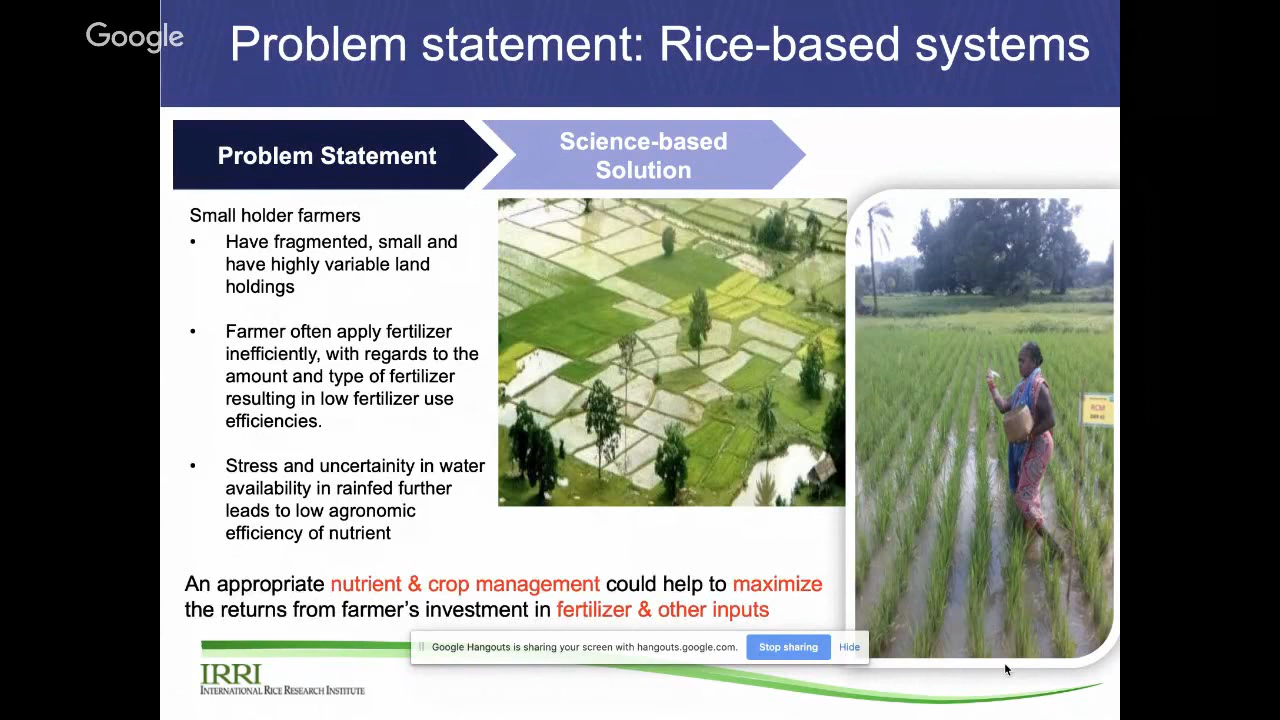 Google
Problem statement: Rice-based systems
Problem Statement
Science-based
Solution
Small holder farmers
• Have fragmented, small and
have highly variable land
holdings
• Farmer often apply fertilizer
inefficiently, with regards to the
amount and type of fertilizer
resulting in low fertilizer use
efficiencies.
• Stress and uncertainity in water
availability in rainfed further
leads to low agronomic
efficiency of nutrient
RCM
An appropriate nutrient & crop management could help to maximize
the returns from farmer's investment in fertilizer & other inputs
Google Hangouts is sharing your screen with hangouts.google.com. Stop sharing Hide
IRRI
INTERNATIONAL RICE RESEARCH INSTITUTE